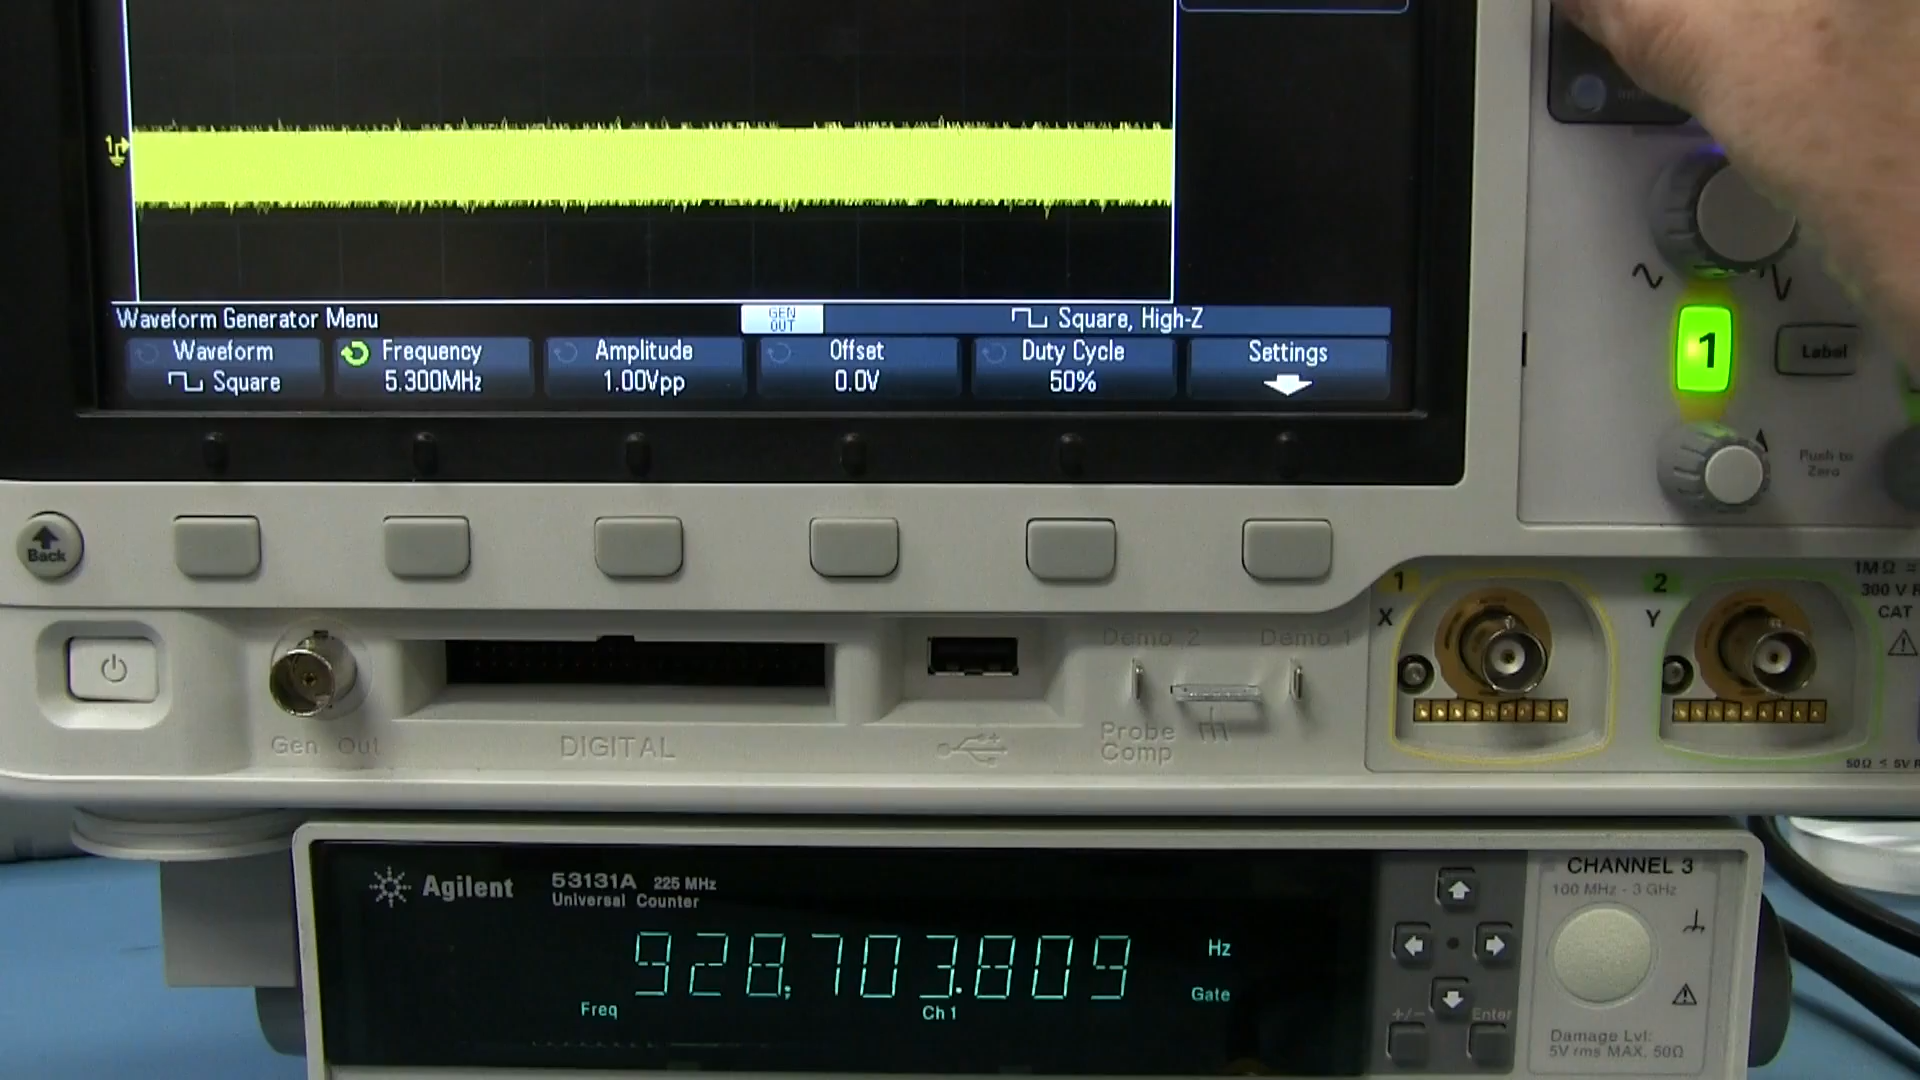 1
Waveform Generator Menu
GEN OUT
Square, High-Z
Waveform
Square
Frequency
5.300MHz
Amplitude
1.00Vpp
Offset
0.0V
Duty Cycle
50%
Settings
1
Label
Push to
Zero
Back
Gen Out
DIGITAL
Demo 2
Demo 1
Probe
Comp
1
X
2
Y
1MΩ
300 V
CAT
50Ω ≤ 5V
Agilent
53131A 225 MHz
Universal Counter
928,703.809 Hz
Gate
Freq
Ch 1
CHANNEL 3
100 MHz - 3 GHz
+/-
Enter
Damage Lvl:
5V rms MAX. 50Ω